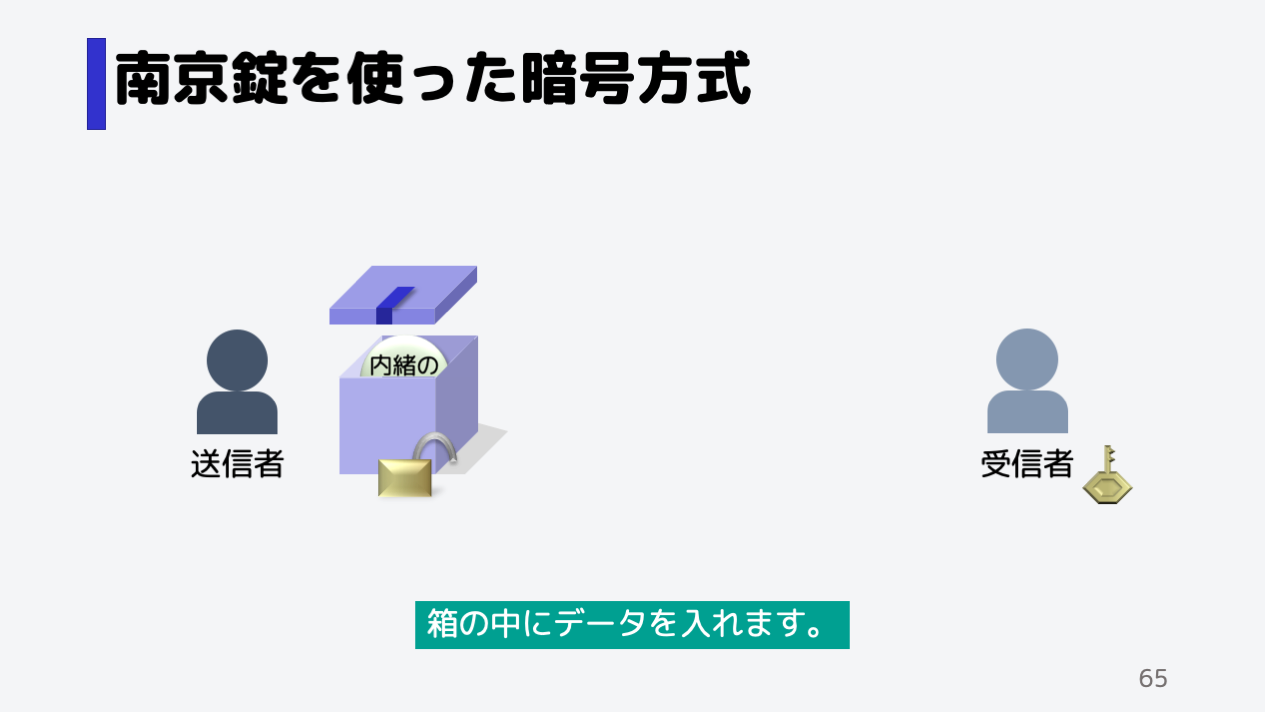 南京錠を使った暗号方式
内緒の
送信者
受信者
箱の中にデータを入れます。
65